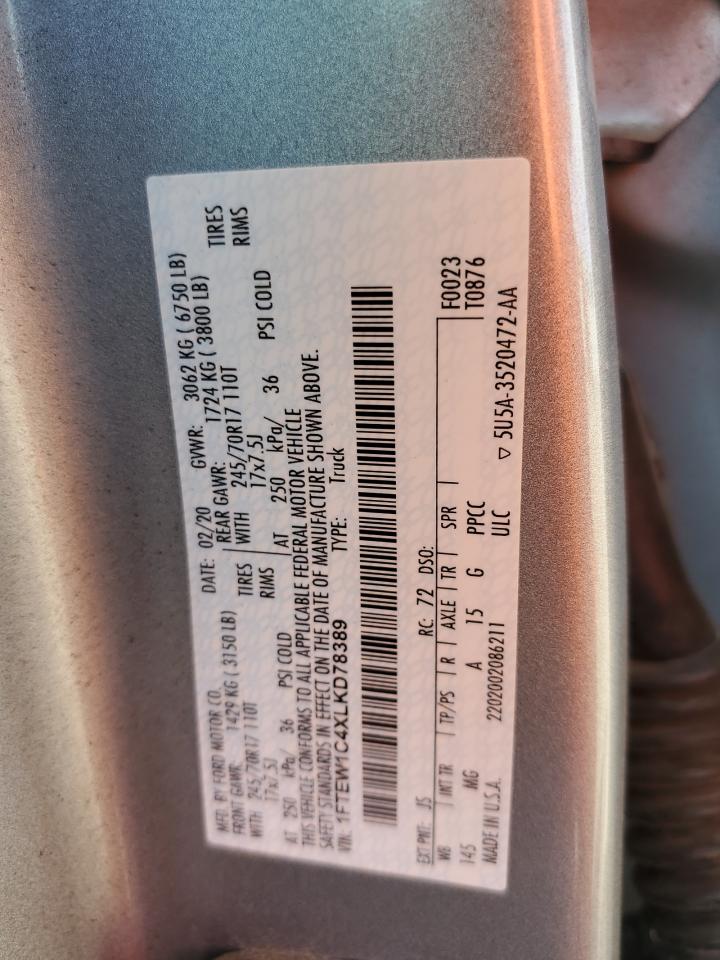 MFD. BY FORD MOTOR CO.
DATE: 02/20 GVWR: 3062 KG ( 6750 LB)
FRONT GAWR: 1429 KG ( 3150 LB) REAR GAWR: 1724 KG ( 3800 LB)
WITH 245/70R17 110T TIRES WITH 245/70R17 110T TIRES
17x7.5J RIMS 17x7.5J RIMS
AT 250 kPa/ 36 PSI COLD AT 250 kPa/ 36 PSI COLD
THIS VEHICLE CONFORMS TO ALL APPLICABLE FEDERAL MOTOR VEHICLE
SAFETY STANDARDS IN EFFECT ON THE DATE OF MANUFACTURE SHOWN ABOVE.
VIN: 1FTEW1C4XLKD78389 TYPE: Truck
EXT PNT: JS RC: 72 DSO: F0023
WB INT TR TP/PS R AXLE TR SPR T0876
145 MG A 15 G PPCC
MADE IN U.S.A. 2202002086211 ULC ▽ 5U5A-3520472-AA